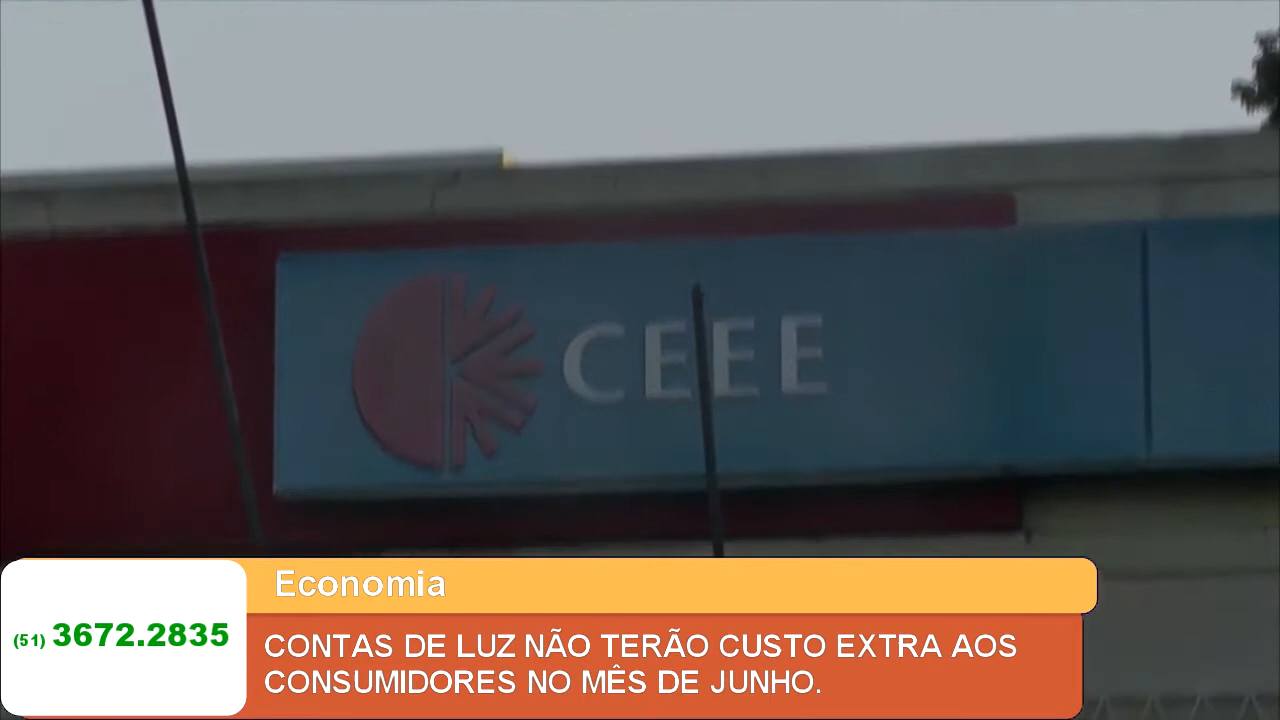 CEEE
Economia
(51) 3672.2835
CONTAS DE LUZ NÃO TERÃO CUSTO EXTRA AOS
CONSUMIDORES NO MÊS DE JUNHO.